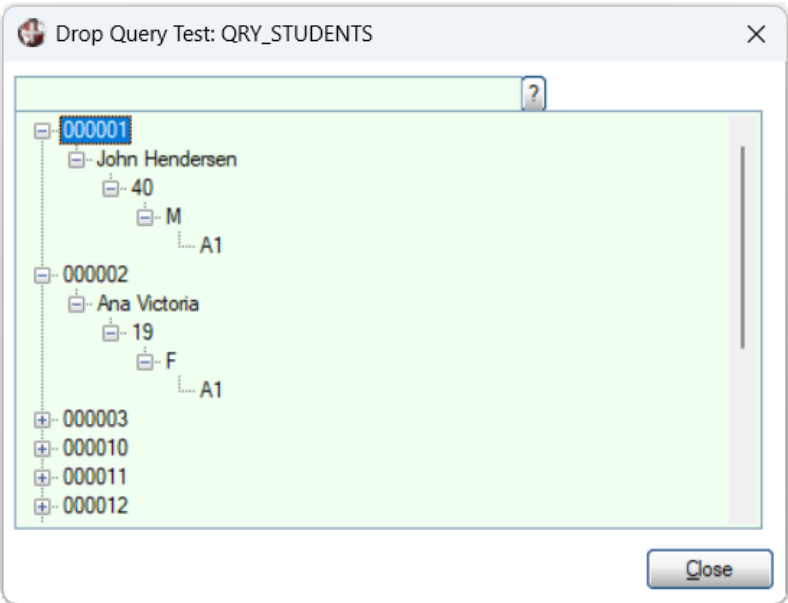 Drop Query Test: QRY_STUDENTS
?
000001
John Hendersen
40
M
A1
000002
Ana Victoria
19
F
A1
000003
000010
000011
000012
Close